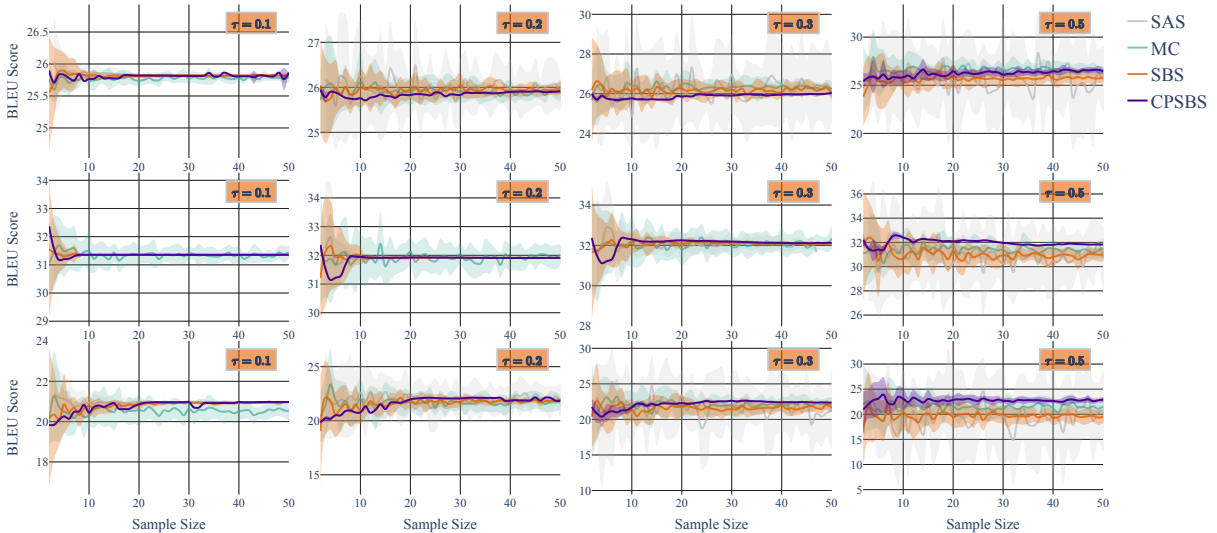 τ = 0.1
τ = 0.2
τ = 0.3
τ = 0.5
SAS
MC
SBS
CPSBS
BLEU Score
26.5
26
25.5
25
27
26
25
30
28
26
24
30
25
20
10 20 30 40 50
10 20 30 40 50
10 20 30 40 50
10 20 30 40 50
τ = 0.1
τ = 0.2
τ = 0.3
τ = 0.5
BLEU Score
34
33
32
31
30
29
34
33
32
31
30
34
32
30
28
36
34
32
30
28
26
10 20 30 40 50
10 20 30 40 50
10 20 30 40 50
10 20 30 40 50
τ = 0.1
τ = 0.2
τ = 0.3
τ = 0.5
BLEU Score
24
22
20
18
25
20
15
30
25
20
15
10
30
25
20
15
10
5
10 20 30 40 50
10 20 30 40 50
10 20 30 40 50
10 20 30 40 50
Sample Size
Sample Size
Sample Size
Sample Size